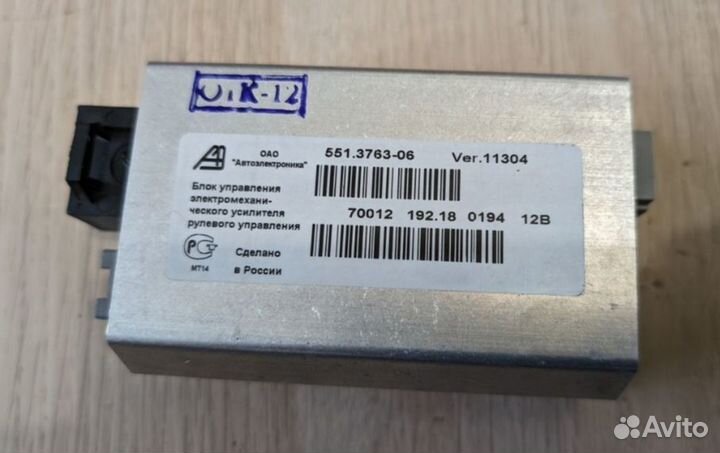 ОТК-12
ОАО
"Автоэлектроника"
551.3763-06 Ver.11304
Блок управления
электромехани-
ческого усилителя
рулевого управления
70012 192.18 0194 12В
РСТ
МТ14
Сделано
в России
Avito